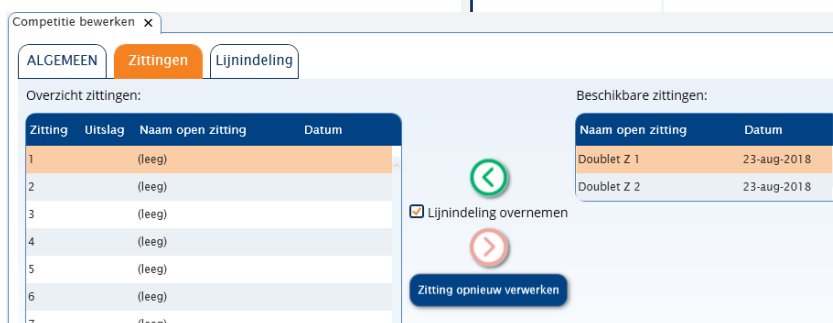 Competitie bewerken x
ALGEMEEN Zittingen Lijnindeling
Overzicht zittingen:
Zitting Uitslag Naam open zitting Datum
1 (leeg)
2 (leeg)
3 (leeg)
4 (leeg)
5 (leeg)
6 (leeg)
7 (leeg)
Lijnindeling overnemen
Zitting opnieuw verwerken
Beschikbare zittingen:
Naam open zitting Datum
Doublet Z 1 23-aug-2018
Doublet Z 2 23-aug-2018